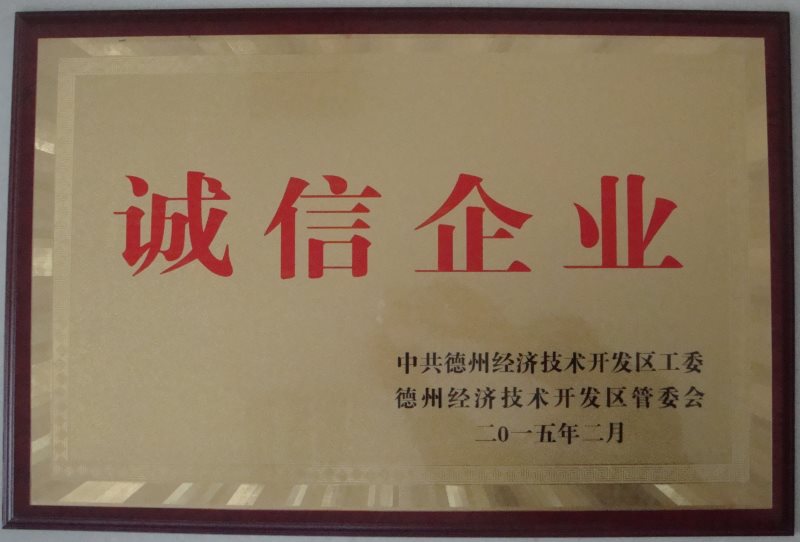 诚信企业
中共德州经济技术开发区工委
德州经济技术开发区管委会
二0一五年二月